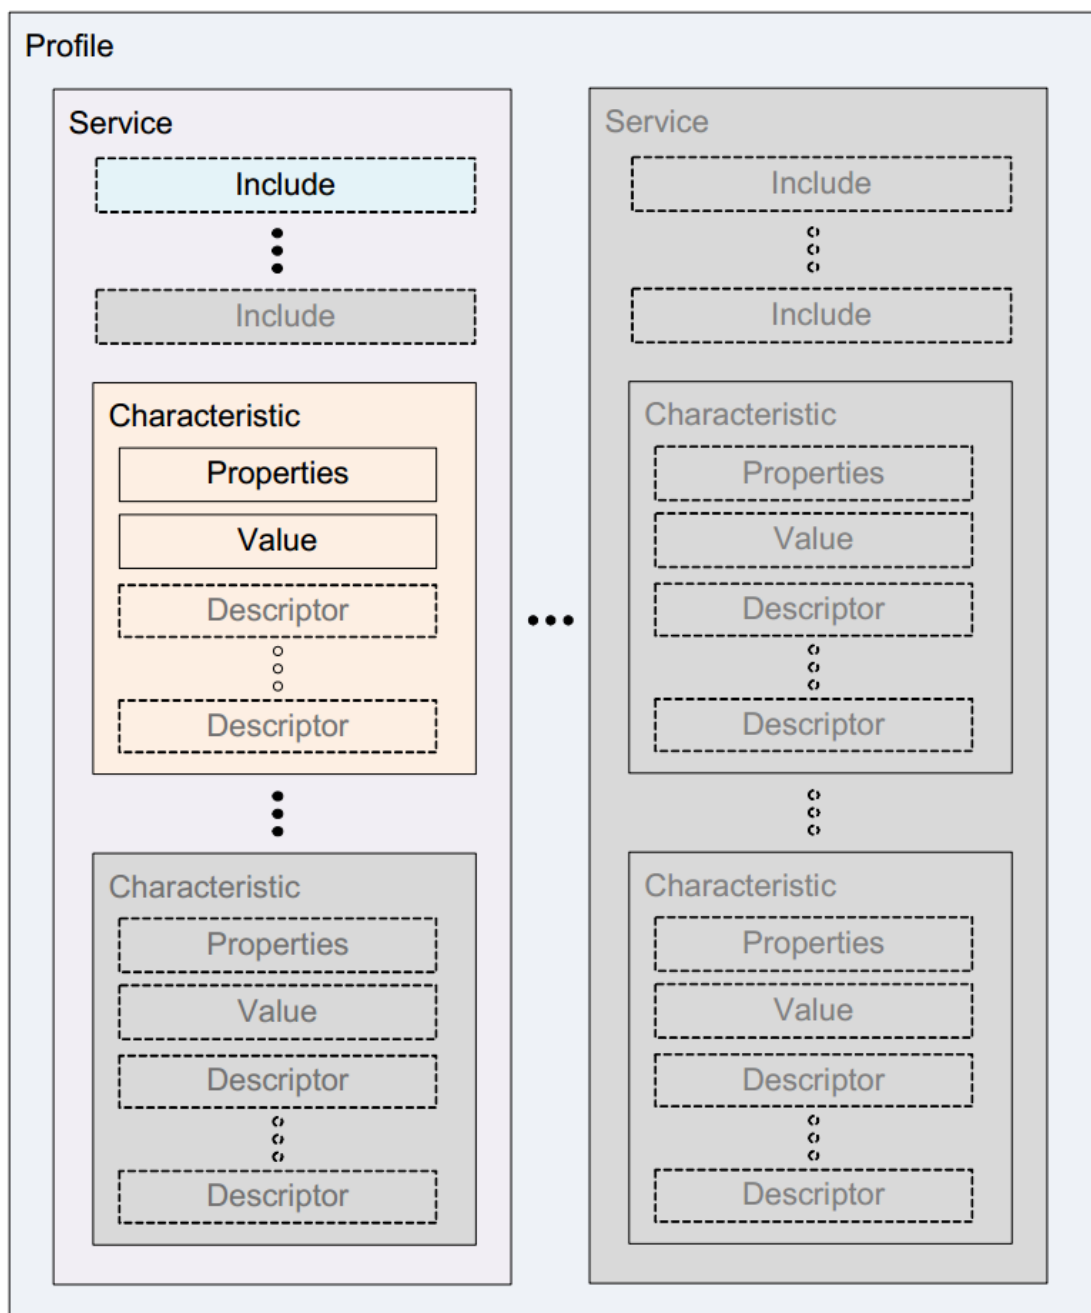 Profile
Service
Include
Include
Characteristic
Properties
Value
Descriptor
Descriptor
Characteristic
Properties
Value
Descriptor
Descriptor
Service
Include
Include
Characteristic
Properties
Value
Descriptor
Descriptor
Characteristic
Properties
Value
Descriptor
Descriptor